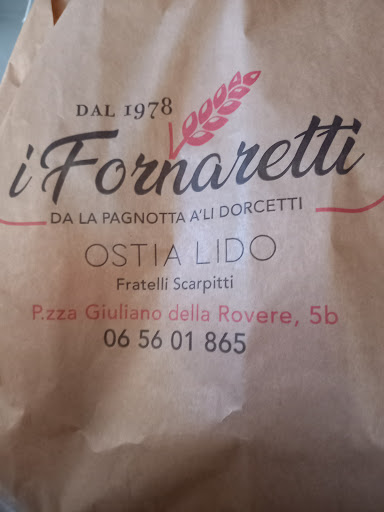 DAL 1978
i Fornaretti
DA LA PAGNOTTA A'LI DORCETTI
OSTIA LIDO
Fratelli Scarpitti
P.zza Giuliano della Rovere, 5b
06 56 01 865